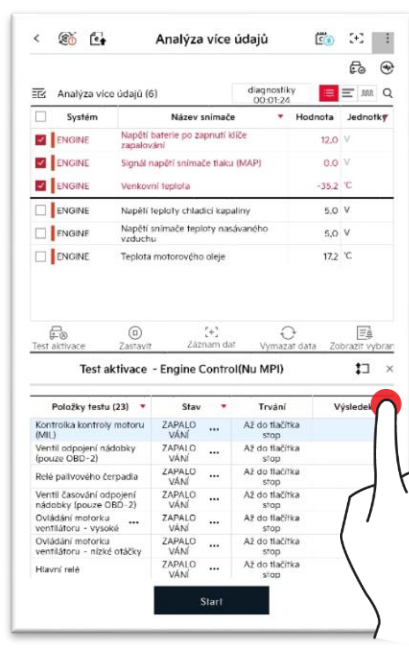 Analýza více údajů
Analýza více údajů (6)
diagnostiky
00:01:24
Systém Název snímače Hodnota Jednotky
ENGINE Napětí baterie po zapnutí klíče
zapalování 12,0 V
ENGINE Signál napětí snímače tlaku (MAP) 0,0 V
ENGINE Venkovní teplota -35,2 °C
ENGINE Napětí teploty chladicí kapaliny 5,0 V
ENGINE Napětí snímače teploty nasávaného
vzduchu 5,0 V
ENGINE Teplota motorového oleje 17,2 °C
Test aktivace Zastavit Záznam dat Vymazat data Zobrazit vybran
Test aktivace - Engine Control(Nu MPI)
Položky testu (23) Stav Trvání Výsledek
Kontrolka kontroly motoru
(MIL) ZAPALO
VÁNÍ ... Až do tlačítka
stop
Ventil odpojení nádobky
(pouze OBD-2) ZAPALO
VÁNÍ ... Až do tlačítka
stop
Relé palivového čerpadla ZAPALO
VÁNÍ ... Až do tlačítka
stop
Ventil časování odpojení
nádobky (pouze OBD-2) ZAPALO
VÁNÍ ... Až do tlačítka
stop
Ovládání motorku
ventilátoru - vysoké ... ZAPALO
VÁNÍ ... Až do tlačítka
stop
Ovládání motorku
ventilátoru - nízké otáčky ZAPALO
VÁNÍ ... Až do tlačítka
stop
Hlavní relé ZAPALO
VÁNÍ ... Až do tlačítka
stop
Start